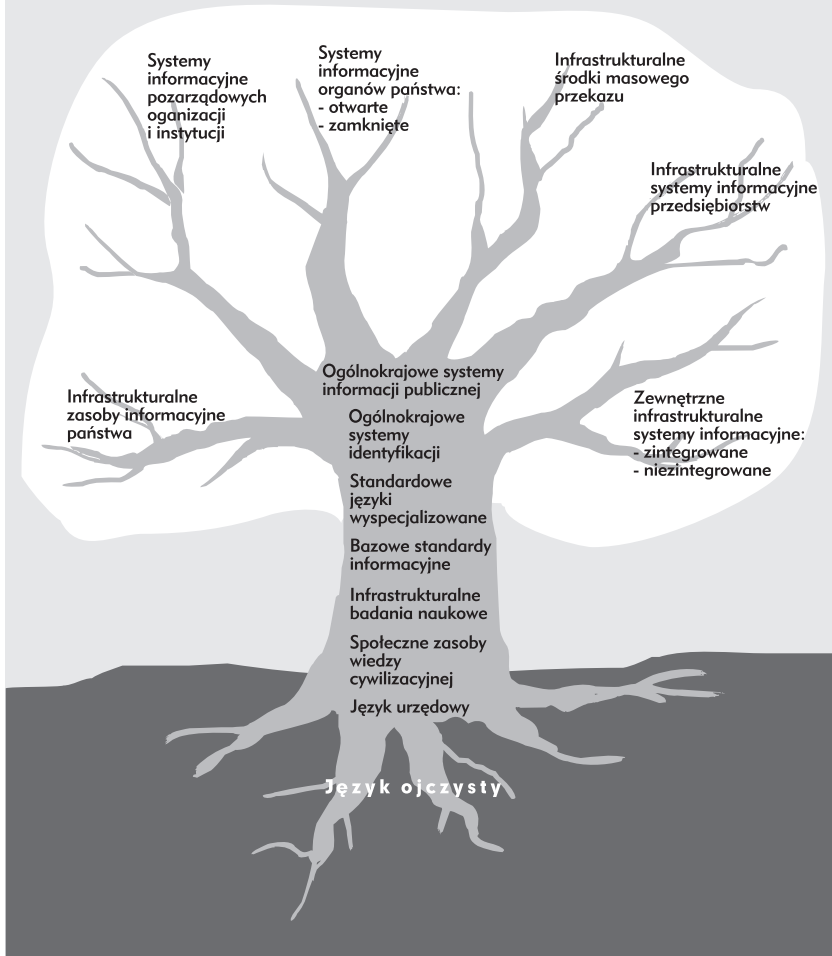 Systemy
informacyjne
pozarządowych
oganizacji
i instytucji
Systemy
informacyjne
organów państwa:
- otwarte
- zamknięte
Infrastrukturalne
środki masowego
przekazu
Infrastrukturalne
systemy informacyjne
przedsiębiorstw
Infrastrukturalne
zasoby informacyjne
państwa
Zewnętrzne
infrastrukturalne
systemy informacyjne:
- zintegrowane
- niezintegrowane
Ogólnokrajowe systemy
informacji publicznej
Ogólnokrajowe
systemy
identyfikacji
Standardowe
języki
wyspecjalizowane
Bazowe standardy
informacyjne
Infrastrukturalne
badania naukowe
Społeczne zasoby
wiedzy
cywilizacyjnej
Język urzędowy
Język ojczysty